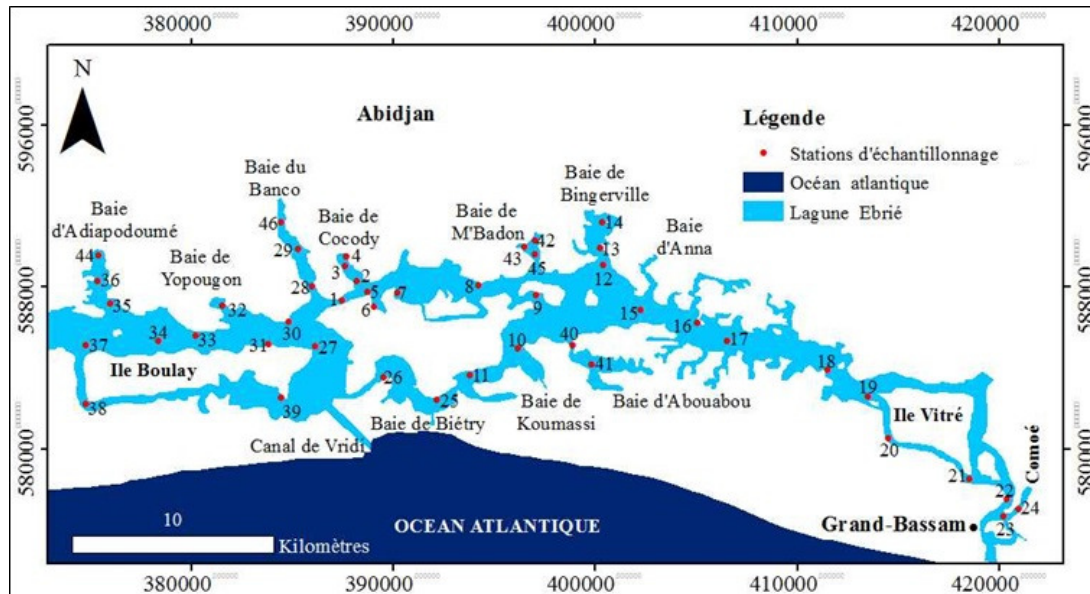 380000
390000
400000
410000
420000
596000
588000
580000
596000
588000
580000
N
Abidjan
Légende
Stations d'échantillonnage
Océan atlantique
Lagune Ebrié
Baie du
Banco
Baie de
Bingerville
Baie
d'Adiapodoumé
Baie de
Cocody
Baie de
M'Badon
Baie
d'Anna
Baie de
Yopougon
46
14
44
29
4
3
42
43
45
13
12
36
28
2
5
8
35
32
1
6
7
9
15
16
34
33
30
31
27
37
10
40
17
Ile Boulay
26
11
41
18
38
39
25
19
Baie de
Koumassi
Baie d'Abouabou
Ile Vitré
Baie de Biétry
Canal de Vridi
20
21
22
24
23
Comoé
Grand-Bassam
OCEAN ATLANTIQUE
10
Kilomètres
380000
390000
400000
410000
420000